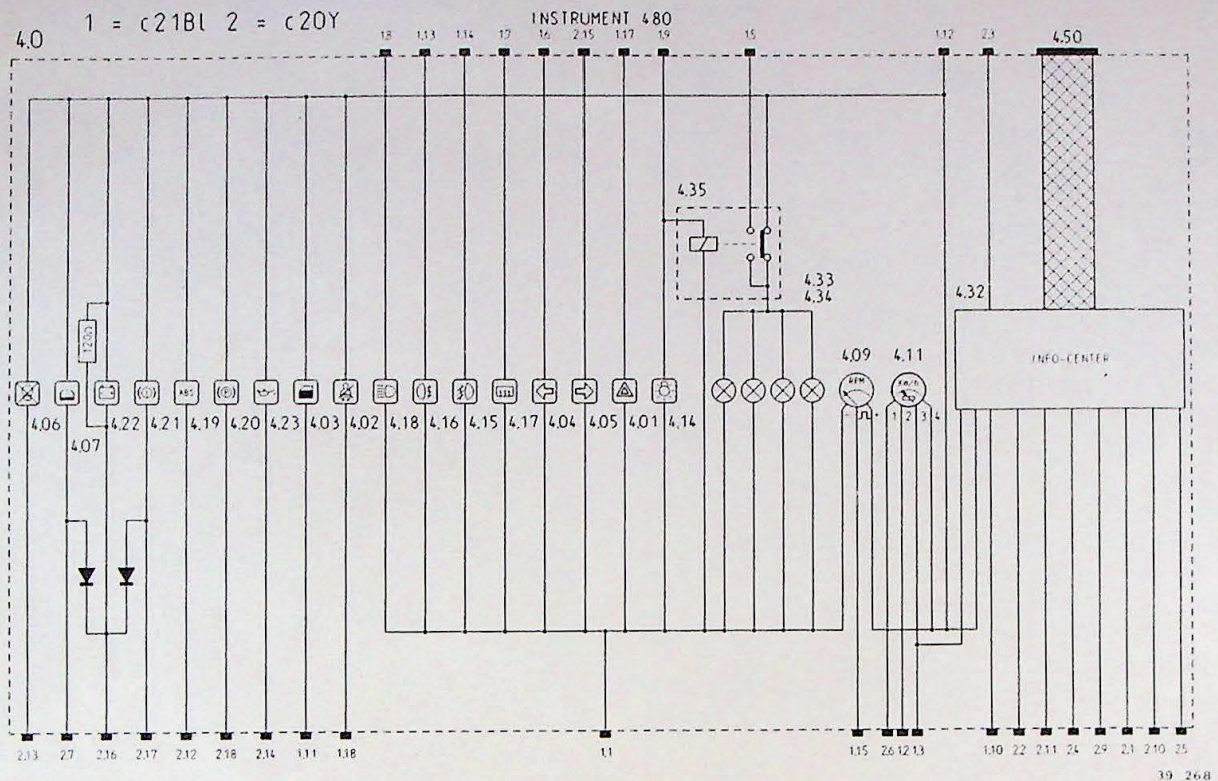 1 = c21Bl 2 = c20Y
INSTRUMENT 480
4.0
1.8 1.13 1.14 1.7 1.6 2.15 1.17 1.9 1.5 1.12 2.3 4.50
4.35
4.33
4.34
4.32
120Ω
INFO-CENTER
4.09 4.11
RPM Km/h
ABS
- + 1 2 3 4
4.06 4.07 4.22 4.21 4.19 4.20 4.23 4.03 4.02 4.18 4.16 4.15 4.17 4.04 4.05 4.01 4.14
2.13 2.7 2.16 2.17 2.12 2.18 2.14 1.11 1.18 1.1 1.15 2.6 1.2 1.3 1.10 2.2 2.11 2.4 2.9 2.1 2.10 2.5
39 268